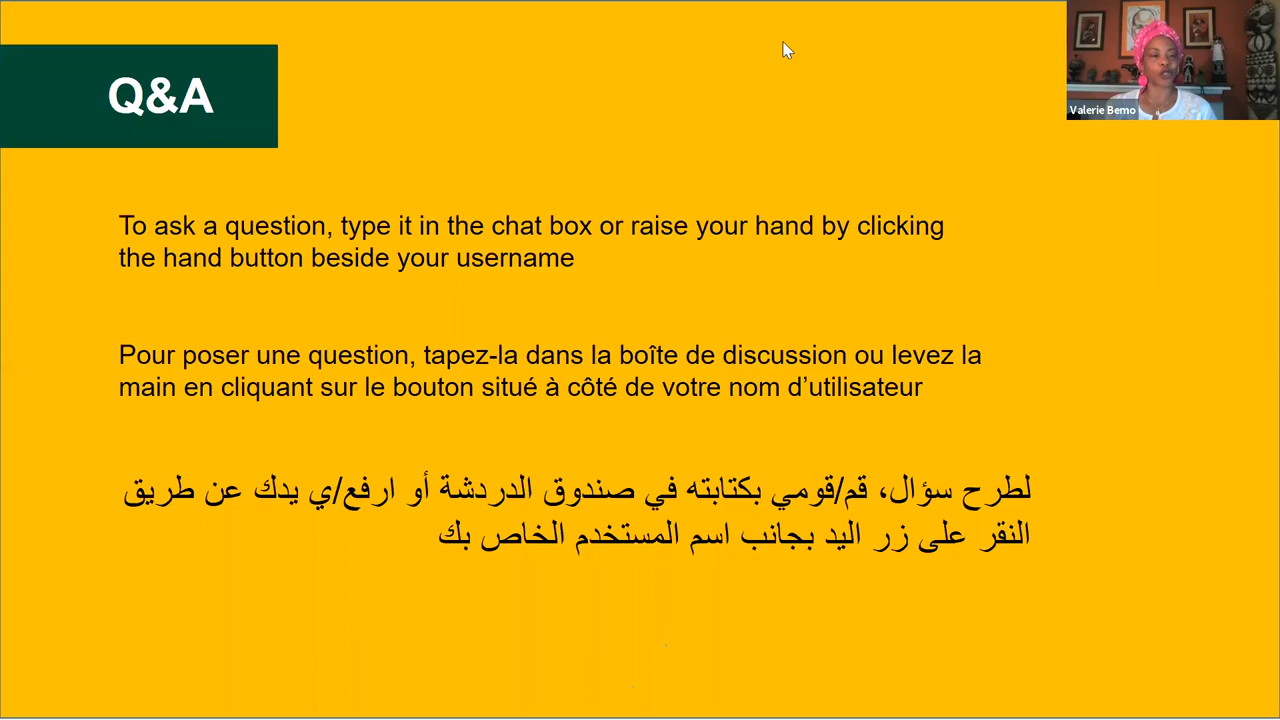 Q&A
Valerie Bemo
To ask a question, type it in the chat box or raise your hand by clicking
the hand button beside your username
Pour poser une question, tapez-la dans la boîte de discussion ou levez la
main en cliquant sur le bouton situé à côté de votre nom d’utilisateur
لطرح سؤال، قم/قومي بكتابته في صندوق الدردشة أو ارفع/ي يدك عن طريق
النقر على زر اليد بجانب اسم المستخدم الخاص بك